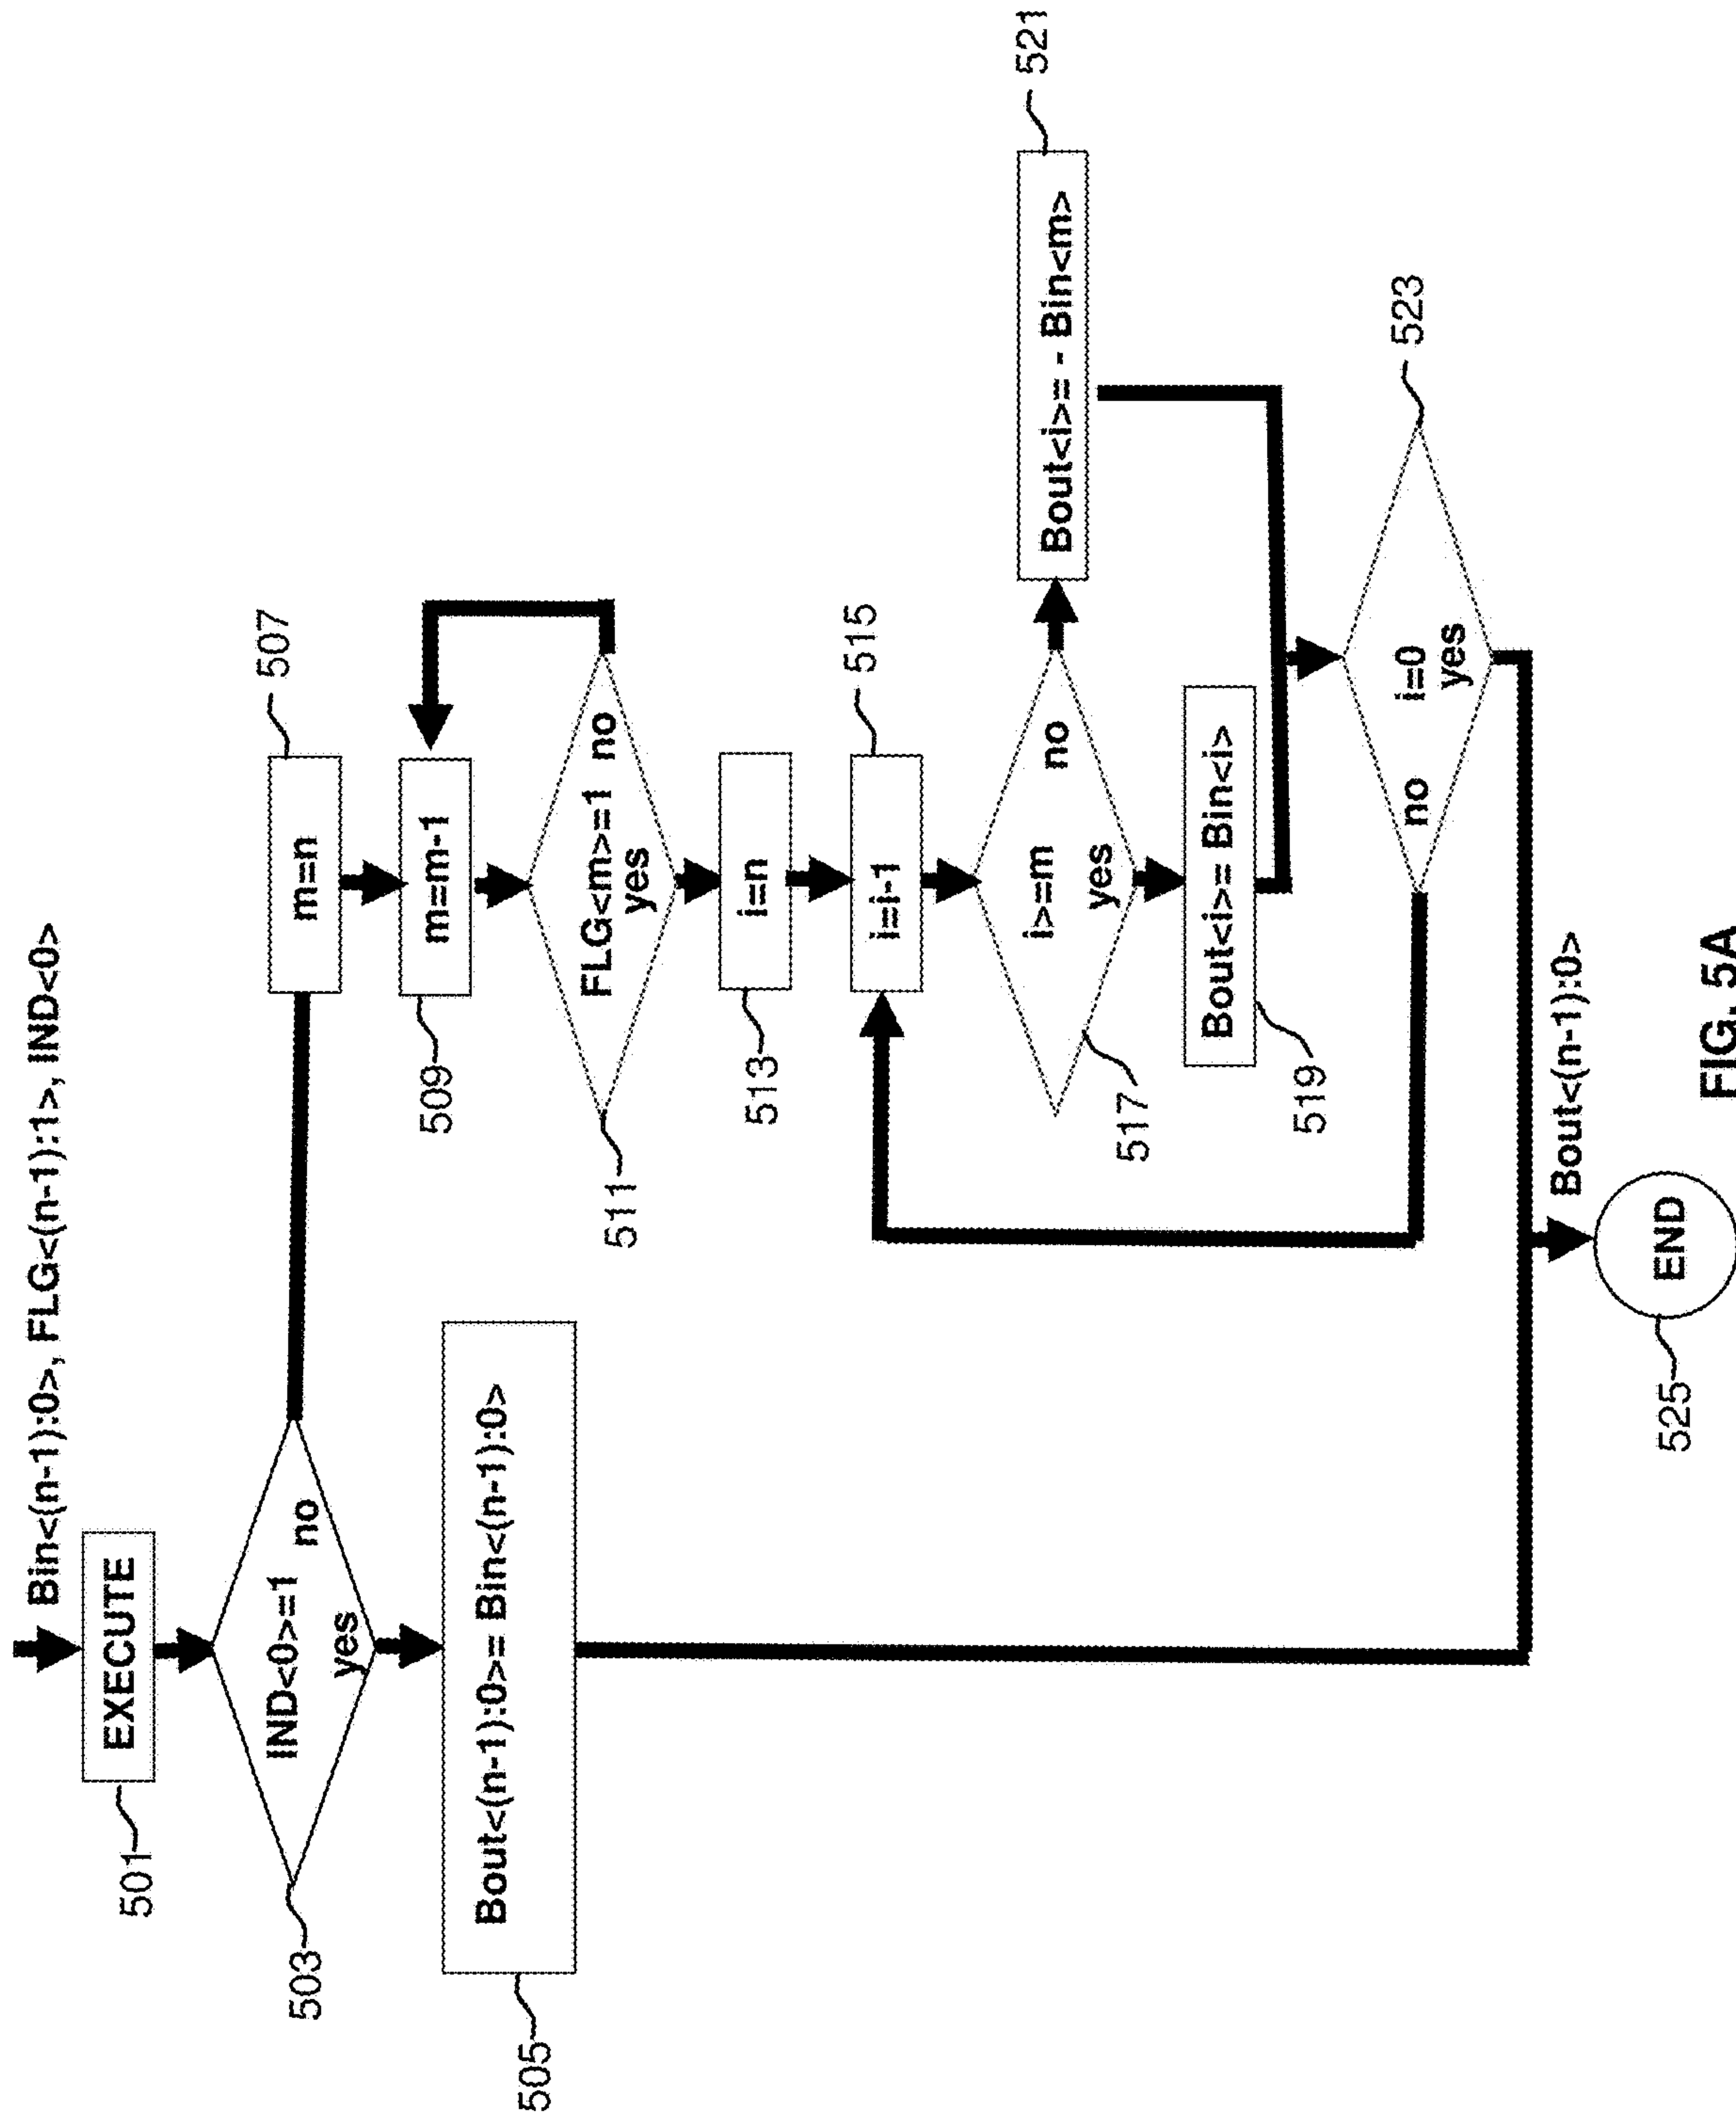 Bin<(n-1):0>, FLG<(n-1):1>, IND<0>
501
EXECUTE
503
IND<0>=1
no
yes
505
Bout<(n-1):0>= Bin<(n-1):0>
507
m=n
509
m=m-1
511
FLG<m>=1
no
yes
513
i=n
515
i=i-1
517
i>=m
no
yes
519
Bout<i>= Bin<i>
521
Bout<i>= - Bin<m>
523
i=0
no
yes
Bout<(n-1):0>
525
END
FIG. 5A